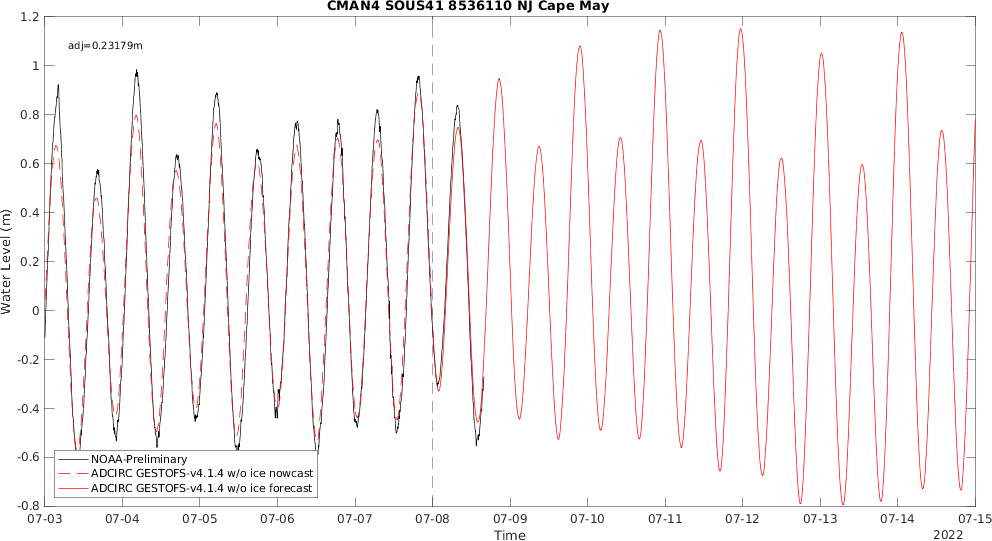 CMAN4 SOUS41 8536110 NJ Cape May
adj=0.23179m
1.2
1
0.8
0.6
0.4
0.2
0
-0.2
-0.4
-0.6
-0.8
Water Level (m)
NOAA-Preliminary
ADCIRC GESTOFS-v4.1.4 w/o ice nowcast
ADCIRC GESTOFS-v4.1.4 w/o ice forecast
07-03 07-04 07-05 07-06 07-07 07-08 07-09 07-10 07-11 07-12 07-13 07-14 07-15
Time
2022